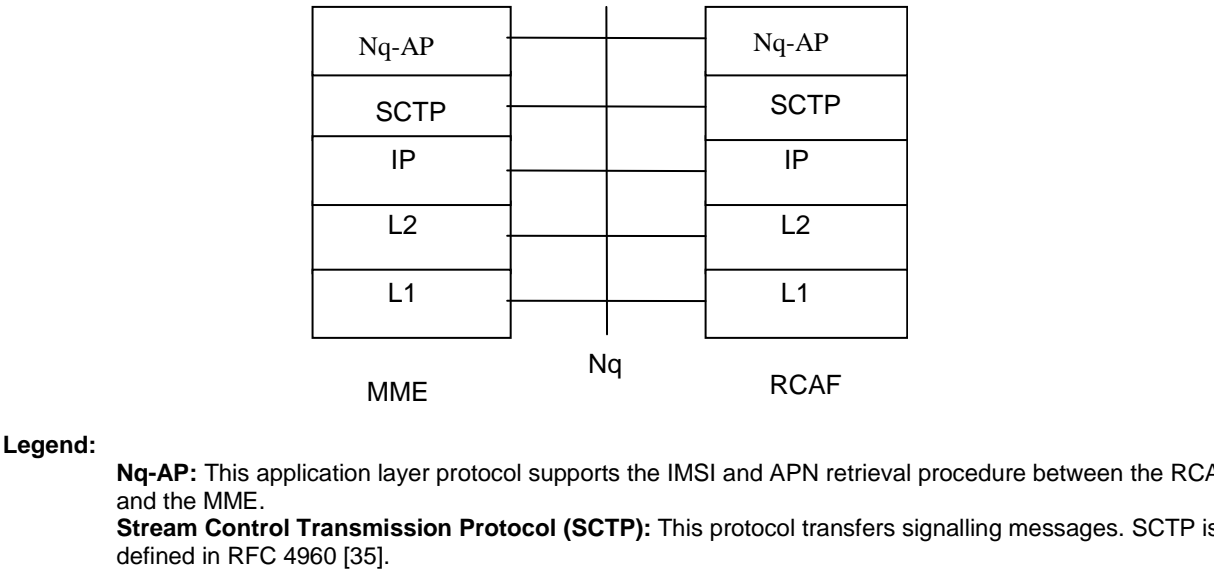 Nq-AP Nq-AP
SCTP SCTP
IP IP
L2 L2
L1 L1
Nq
MME RCAF
Legend:
Nq-AP: This application layer protocol supports the IMSI and APN retrieval procedure between the
and the MME.
Stream Control Transmission Protocol (SCTP): This protocol transfers signalling messages. SCTP is
defined in RFC 4960 [35].